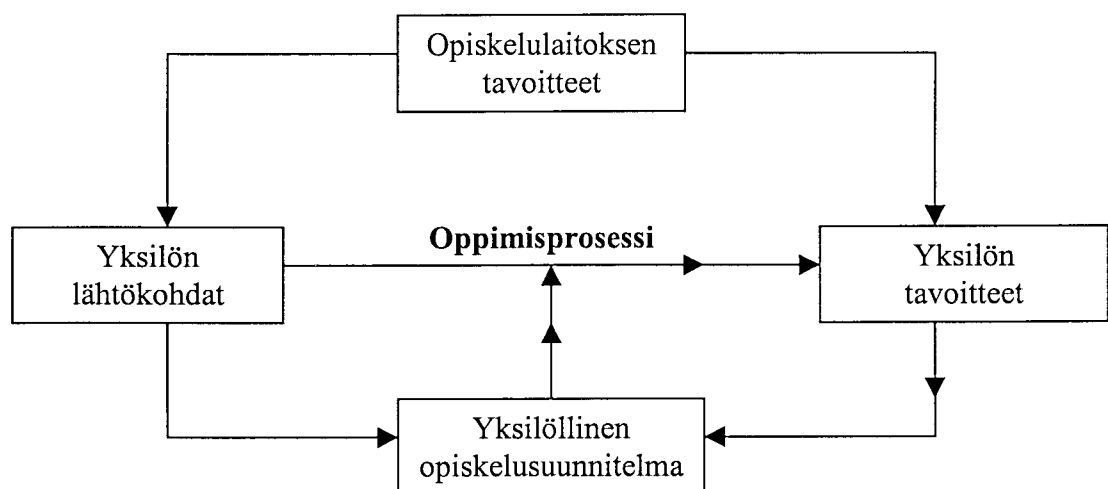 Opiskelulaitoksen
tavoitteet
Oppimisprosessi
Yksilön
lähtökohdat
Yksilön
tavoitteet
Yksilöllinen
opiskelusuunnitelma